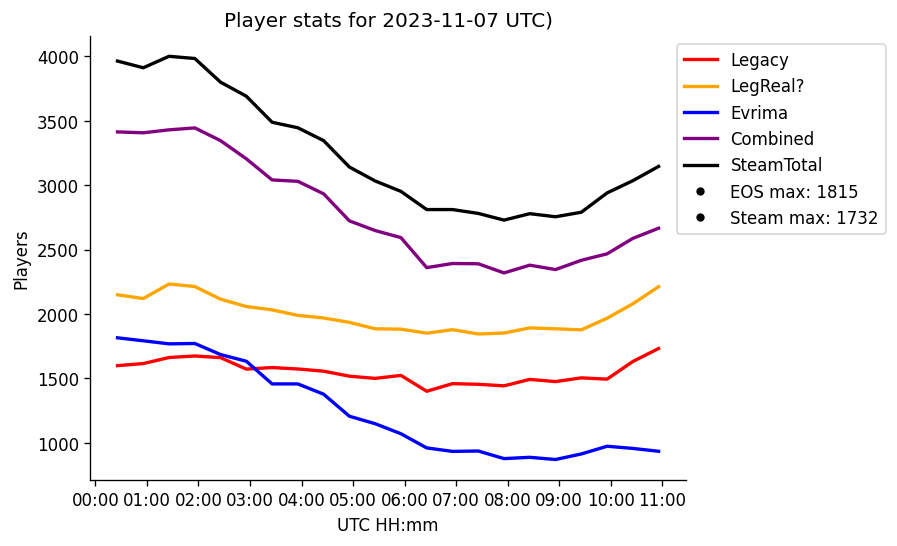 Player stats for 2023-11-07 UTC)
Legacy
LegReal?
Evrima
Combined
SteamTotal
EOS max: 1815
Steam max: 1732
Players
4000
3500
3000
2500
2000
1500
1000
00:00 01:00 02:00 03:00 04:00 05:00 06:00 07:00 08:00 09:00 10:00 11:00
UTC HH:mm